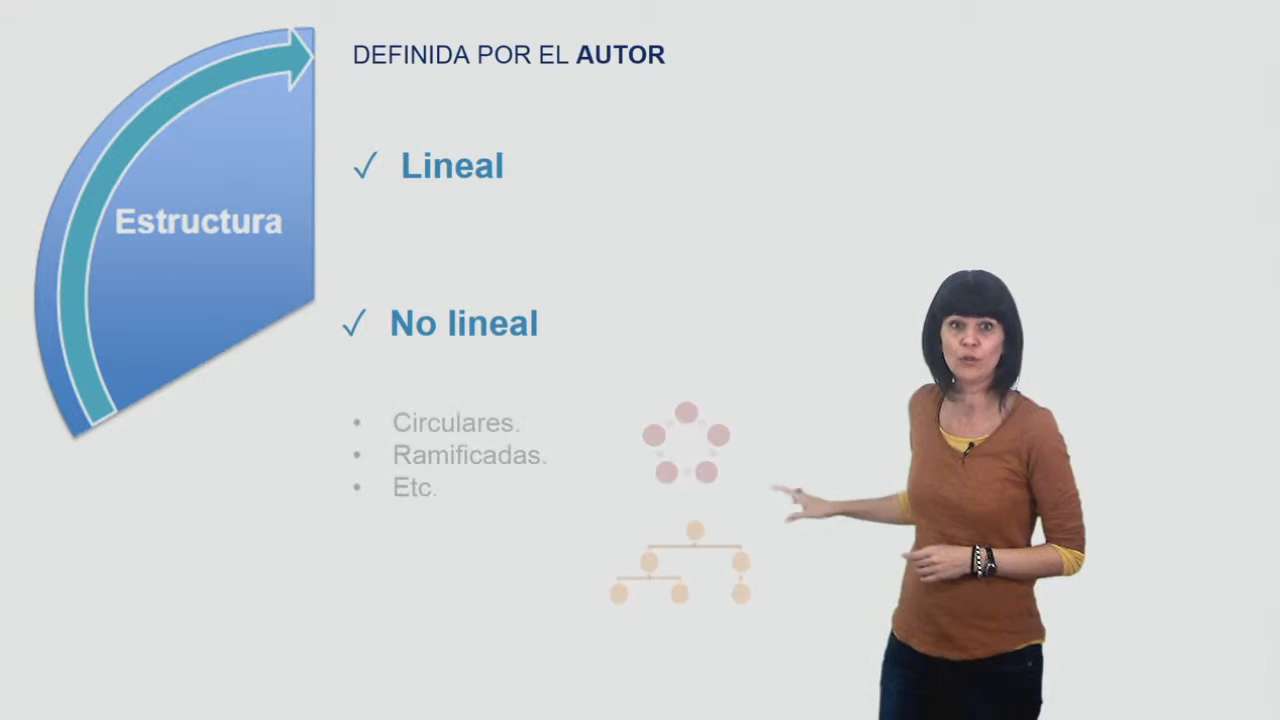 DEFINIDA POR EL AUTOR
✓ Lineal
Estructura
✓ No lineal
• Circulares.
• Ramificadas.
• Etc.